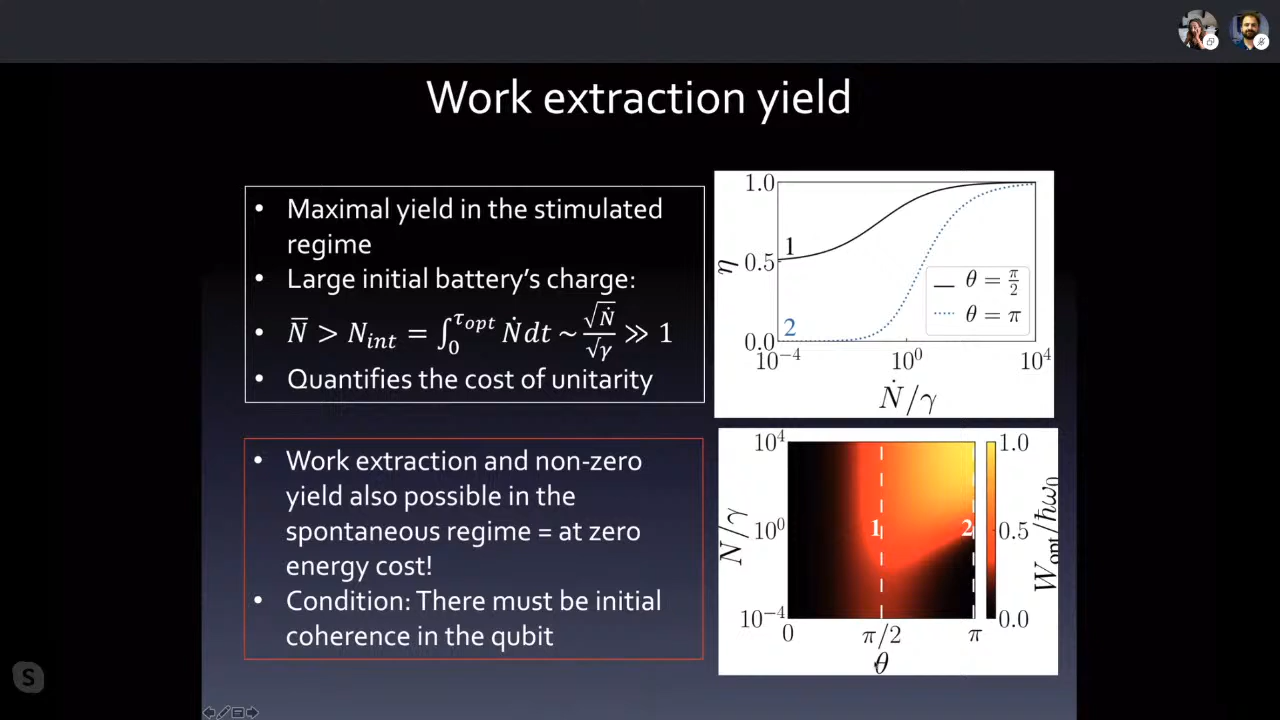 Work extraction yield
• Maximal yield in the stimulated
regime
• Large initial battery’s charge:
• N̅ > N_int = ∫_0^τ_opt Ṅdt ~ √Ṅ/√γ ≫ 1
• Quantifies the cost of unitarity
1.0
0.5
0.0
η
1
2
θ = π/2
θ = π
10^-4
10^0
10^4
Ṅ/γ
• Work extraction and non-zero
yield also possible in the
spontaneous regime = at zero
energy cost!
• Condition: There must be initial
coherence in the qubit
10^4
10^0
10^-4
Ṅ/γ
1
2
0
π/2
π
θ
1.0
0.5
0.0
W_opt/ħω_0
S